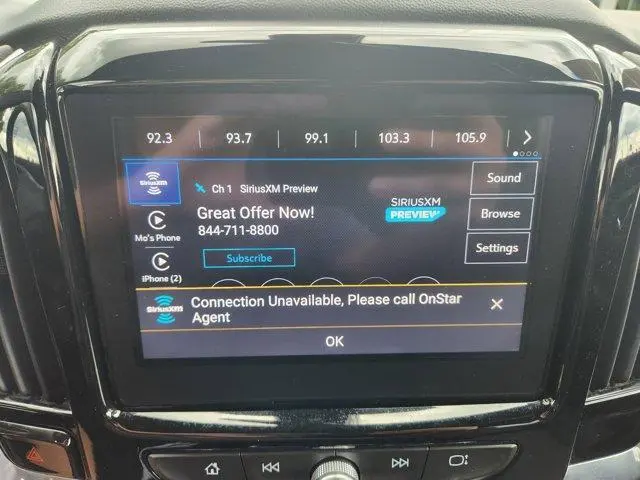 92.3 93.7 99.1 103.3 105.9
SiriusXM
Ch 1 SiriusXM Preview
Sound
Great Offer Now!
SIRIUSXM
PREVIEW
844-711-8800
Browse
Mo's Phone
Subscribe
Settings
iPhone (2)
SiriusXM
Connection Unavailable, Please call OnStar
Agent
OK